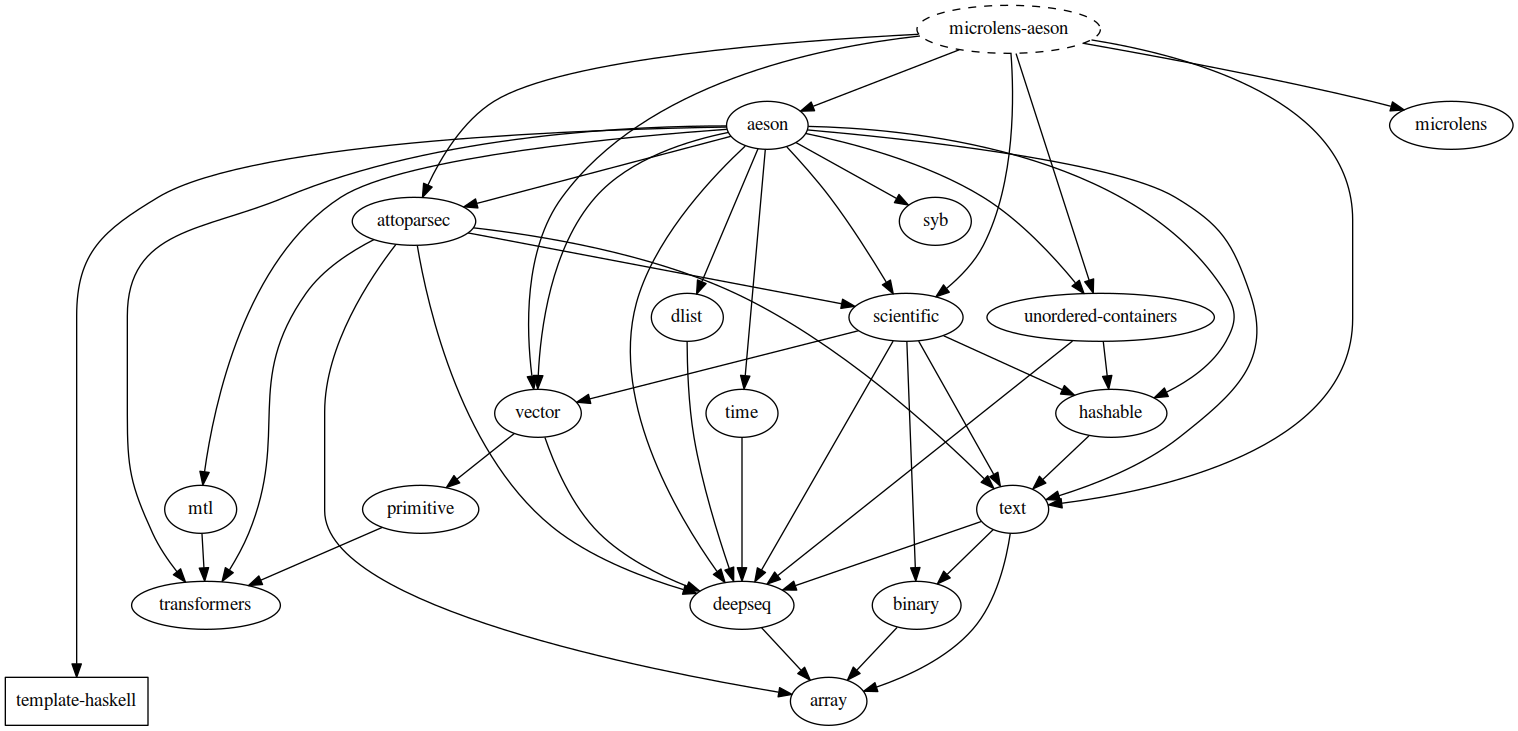 microlens-aeson
aeson
microlens
attoparsec
syb
dlist
scientific
unordered-containers
vector
time
hashable
mtl
primitive
text
transformers
deepseq
binary
template-haskell
array